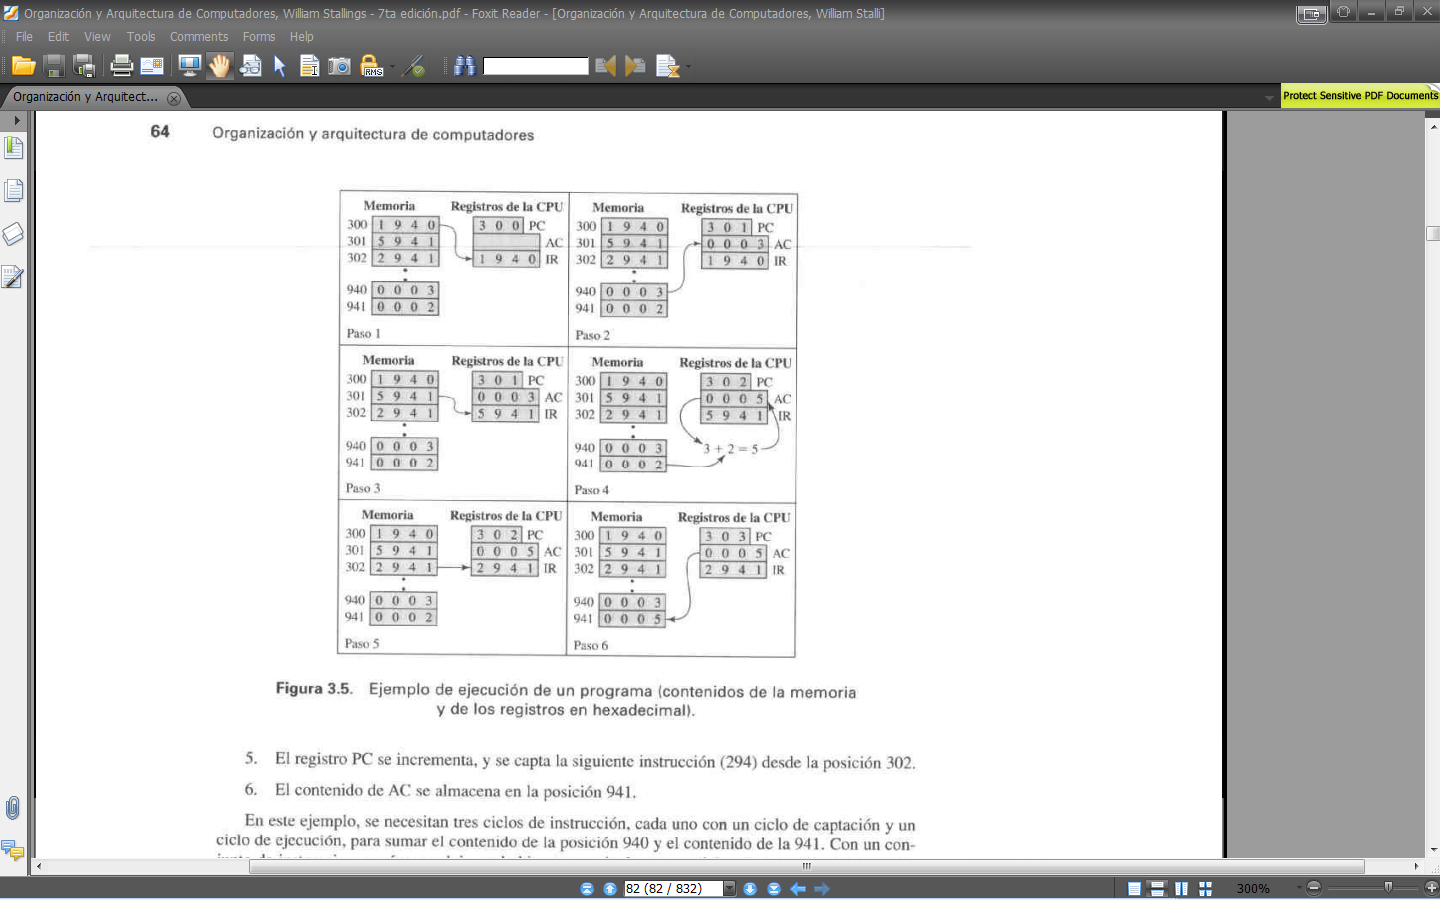 Organización y Arquitectura de Computadores, William Stallings - 7ta edición.pdf - Foxit Reader - [Organización y Arquitectura de Computadores, William Stalli]
File Edit View Tools Comments Forms Help
RMS
Organización y Arquitect...
Protect Sensitive PDF Documents
64 Organización y arquitectura de computadores
Memoria Registros de la CPU
300 1 9 4 0 3 0 0 PC
301 5 9 4 1 AC
302 2 9 4 1 1 9 4 0 IR
940 0 0 0 3
941 0 0 0 2
Paso 1
Memoria Registros de la CPU
300 1 9 4 0 3 0 1 PC
301 5 9 4 1 0 0 0 3 AC
302 2 9 4 1 1 9 4 0 IR
940 0 0 0 3
941 0 0 0 2
Paso 2
Memoria Registros de la CPU
300 1 9 4 0 3 0 1 PC
301 5 9 4 1 0 0 0 3 AC
302 2 9 4 1 5 9 4 1 IR
940 0 0 0 3
941 0 0 0 2
Paso 3
Memoria Registros de la CPU
300 1 9 4 0 3 0 2 PC
301 5 9 4 1 0 0 0 5 AC
302 2 9 4 1 5 9 4 1 IR
940 0 0 0 3 3 + 2 = 5
941 0 0 0 2
Paso 4
Memoria Registros de la CPU
300 1 9 4 0 3 0 2 PC
301 5 9 4 1 0 0 0 5 AC
302 2 9 4 1 2 9 4 1 IR
940 0 0 0 3
941 0 0 0 2
Paso 5
Memoria Registros de la CPU
300 1 9 4 0 3 0 3 PC
301 5 9 4 1 0 0 0 5 AC
302 2 9 4 1 2 9 4 1 IR
940 0 0 0 3
941 0 0 0 5
Paso 6
Figura 3.5. Ejemplo de ejecución de un programa (contenidos de la memoria
y de los registros en hexadecimal).
5. El registro PC se incrementa, y se capta la siguiente instrucción (294) desde la posición 302.
6. El contenido de AC se almacena en la posición 941.
En este ejemplo, se necesitan tres ciclos de instrucción, cada uno con un ciclo de captación y un
ciclo de ejecución, para sumar el contenido de la posición 940 y el contenido de la 941. Con un con-
82 (82 / 832)
300%